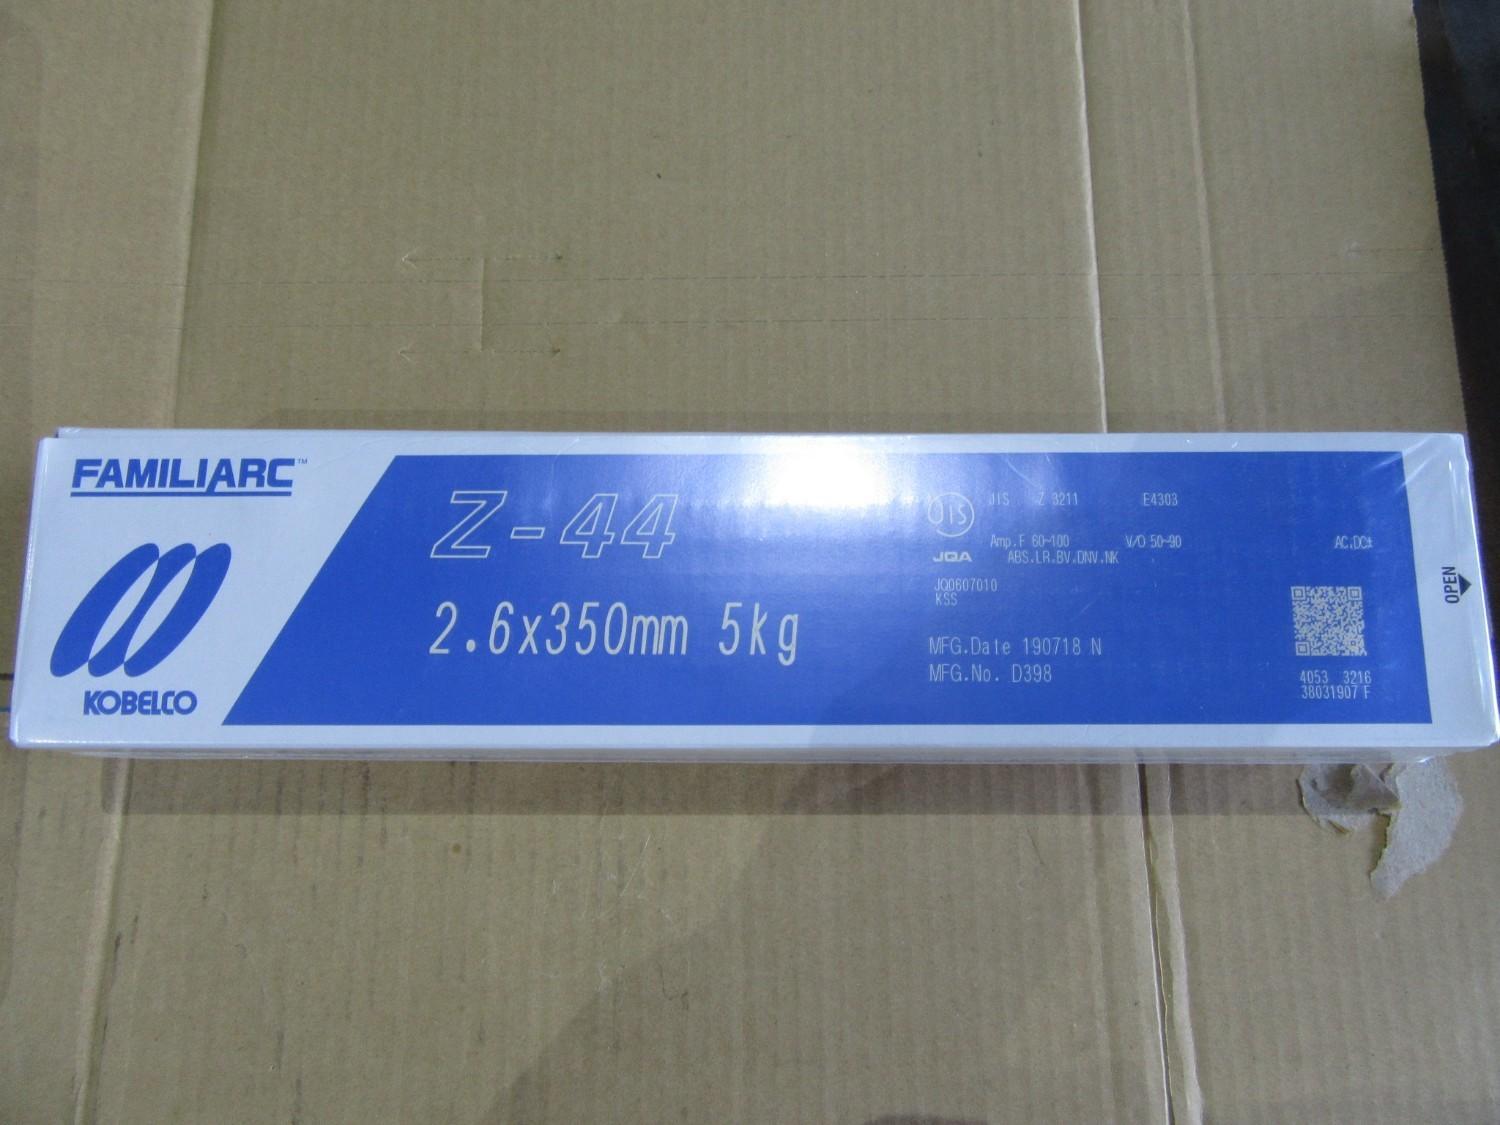 FAMILIARC™
KOBELCO
Z-44
2.6x350mm 5kg
JIS
JQA
JIS Z 3211 E4303
Amp.F 60~100 V/O 50~90 AC.DC±
ABS.LR.BV.DNV.NK
JQ0607010
KSS
MFG.Date 190718 N
MFG.No. D398
4053 3216
38031907 F
OPEN